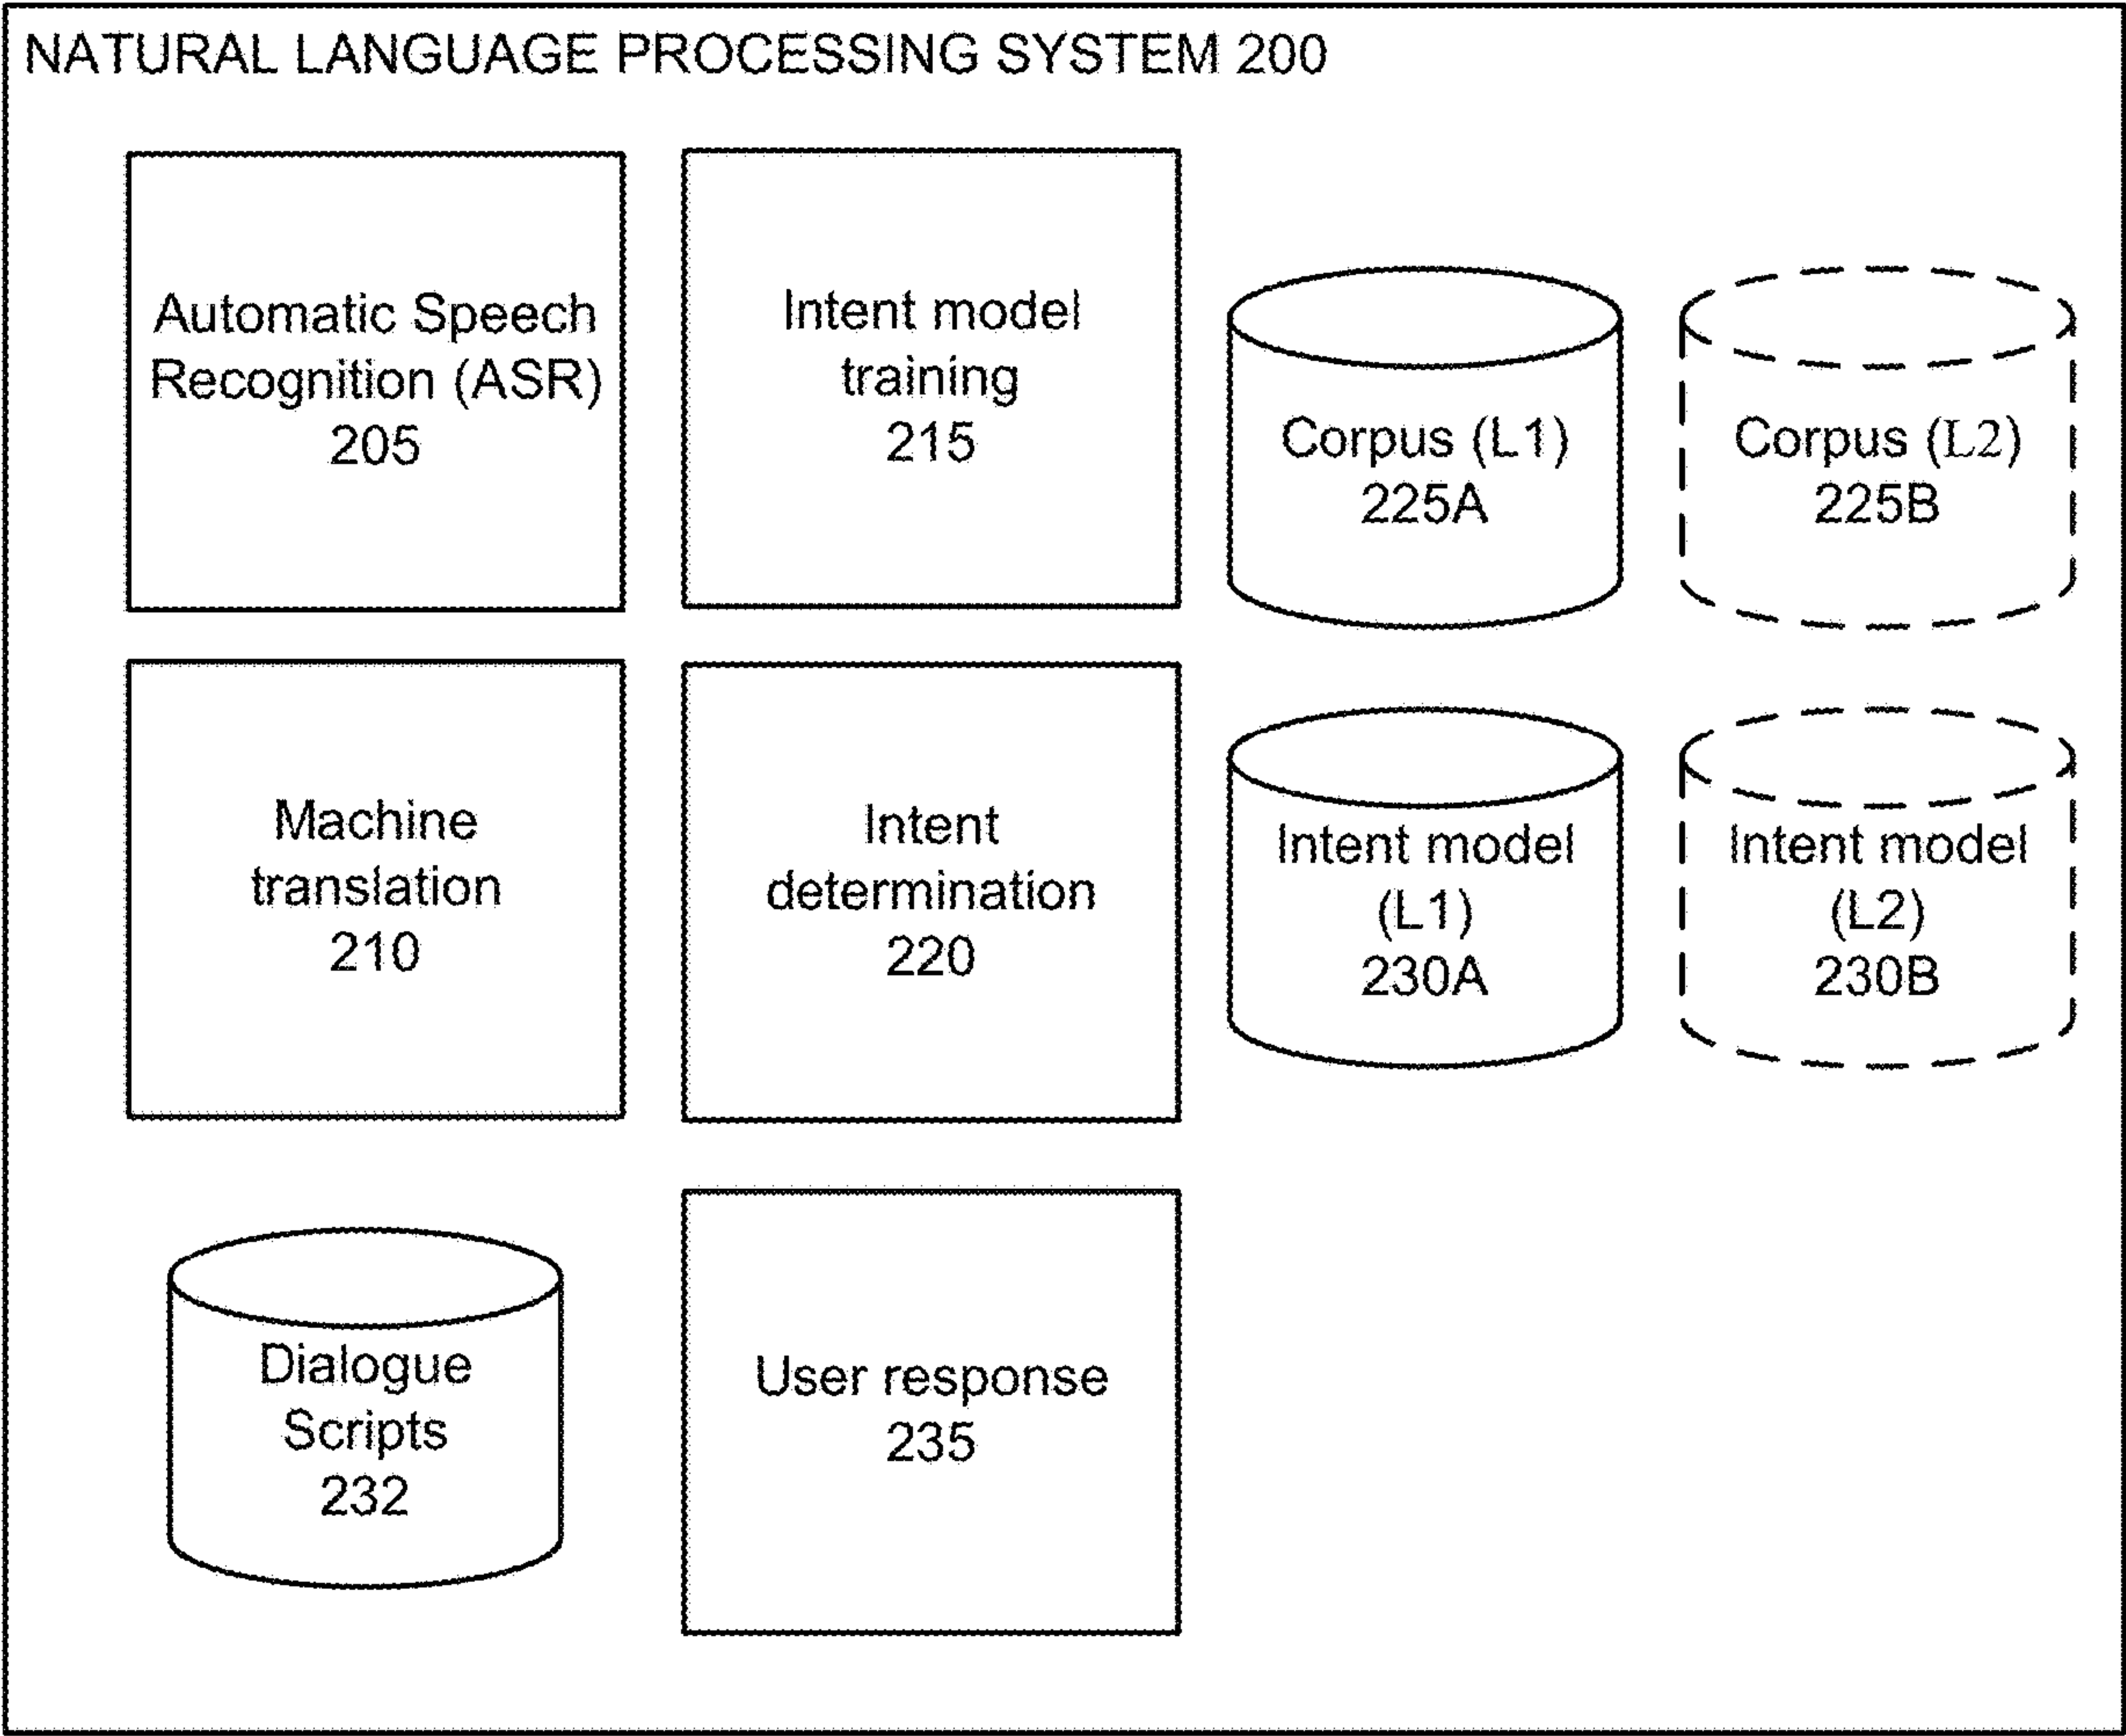 NATURAL LANGUAGE PROCESSING SYSTEM 200
Automatic Speech
Recognition (ASR)
205
Intent model
training
215
Corpus (L1)
225A
Corpus (L2)
225B
Machine
translation
210
Intent
determination
220
Intent model
(L1)
230A
Intent model
(L2)
230B
Dialogue
Scripts
232
User response
235